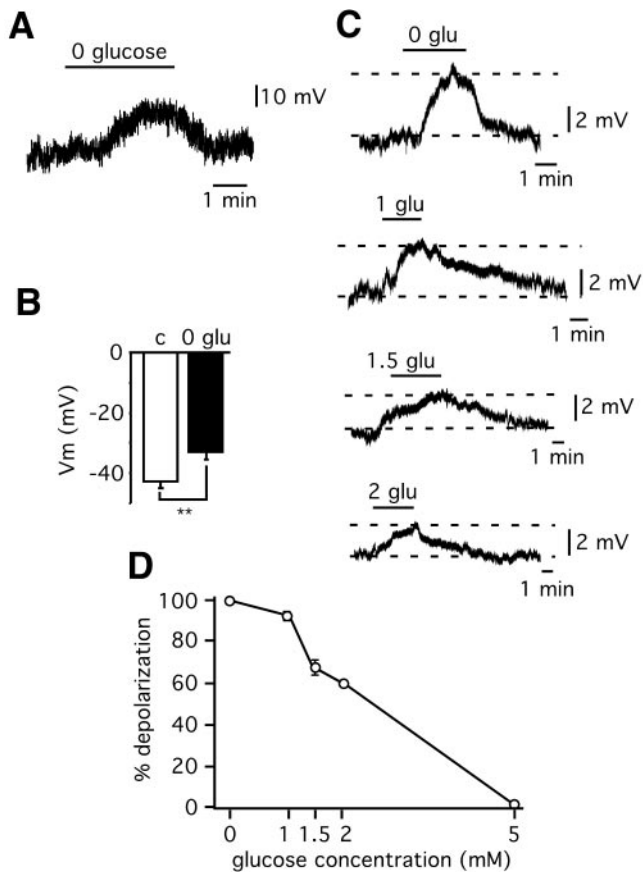 A
0 glucose
10 mV
1 min
B
c 0 glu
0
-20
-40
Vm (mV)
**
C
0 glu
2 mV
1 min
1 glu
2 mV
1 min
1.5 glu
2 mV
1 min
2 glu
2 mV
1 min
D
100
80
60
40
20
0
% depolarization
0 1 1.5 2 5
glucose concentration (mM)